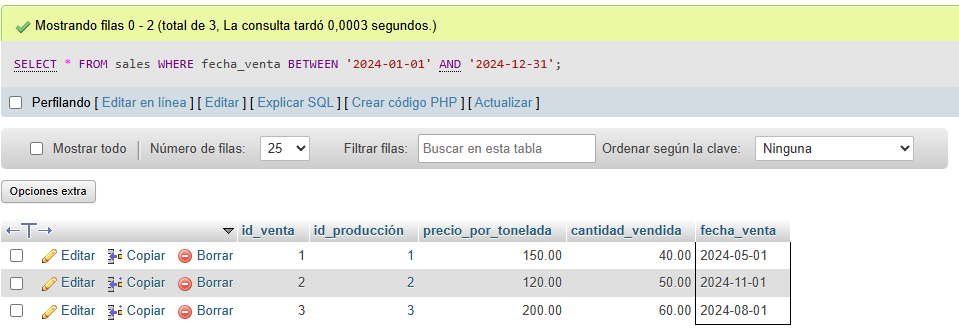 Mostrando filas 0 - 2 (total de 3, La consulta tardó 0,0003 segundos.)
SELECT * FROM sales WHERE fecha_venta BETWEEN '2024-01-01' AND '2024-12-31';
Perfilando [ Editar en línea ] [ Editar ] [ Explicar SQL ] [ Crear código PHP ] [ Actualizar ]
Mostrar todo Número de filas: 25 Filtrar filas: Buscar en esta tabla Ordenar según la clave: Ninguna
Opciones extra
←T→ id_venta id_producción precio_por_tonelada cantidad_vendida fecha_venta
Editar Copiar Borrar 1 1 150.00 40.00 2024-05-01
Editar Copiar Borrar 2 2 120.00 50.00 2024-11-01
Editar Copiar Borrar 3 3 200.00 60.00 2024-08-01